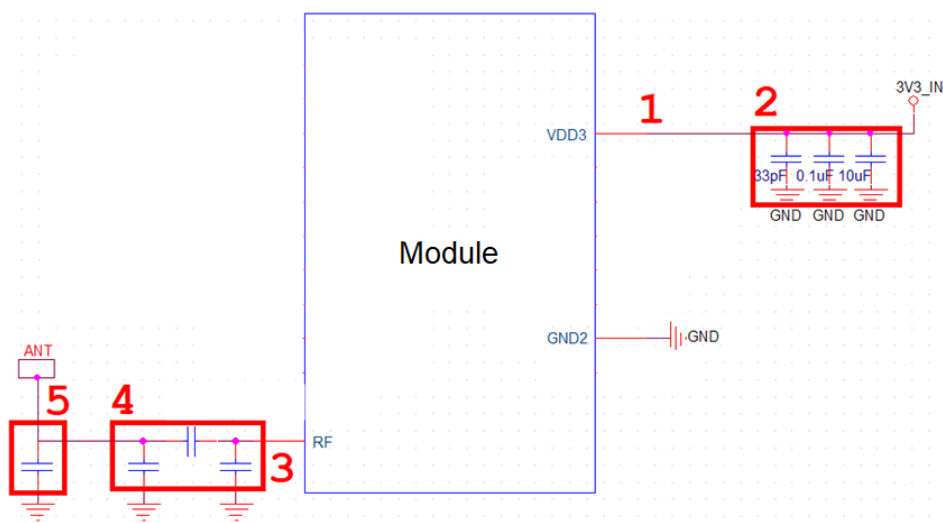 3V3_IN
1
2
VDD3
33pF 0.1uF 10uF
GND GND GND
Module
GND2
GND
ANT
5
4
RF
3